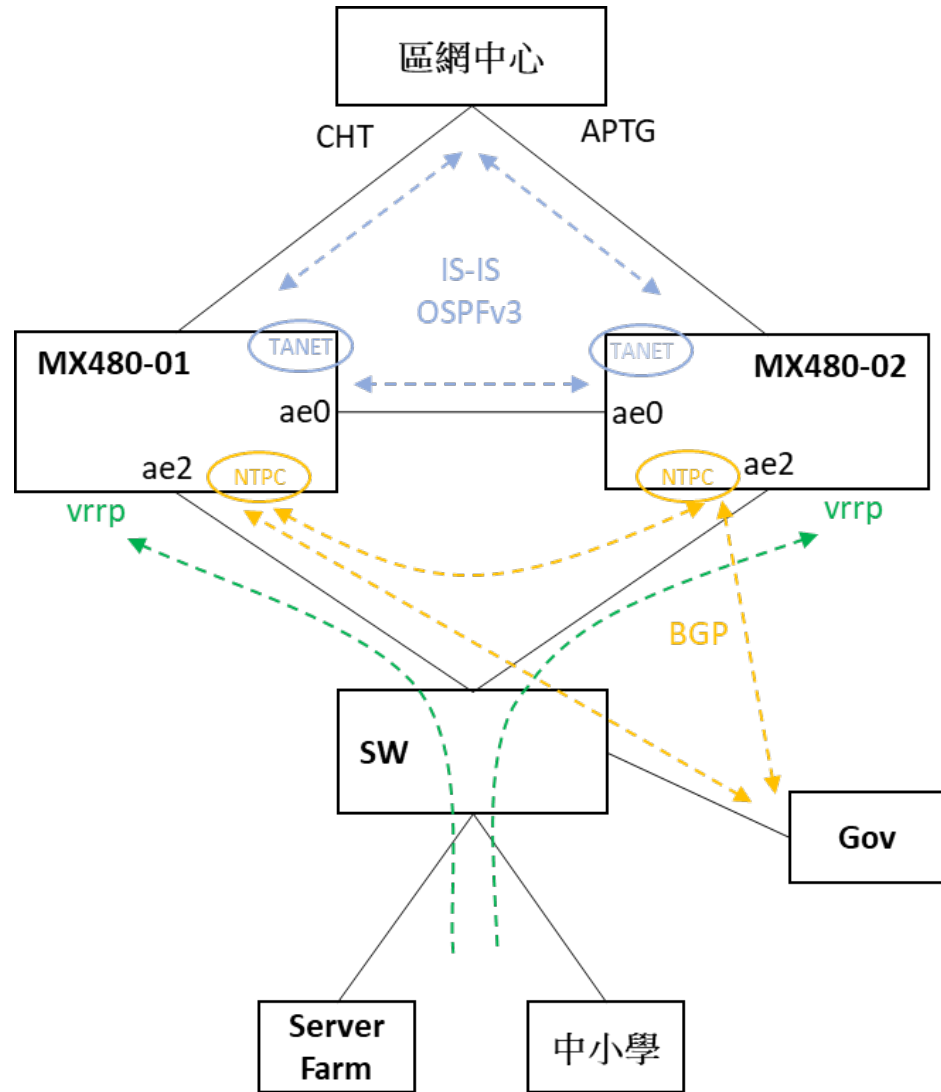 區網中心
CHT
APTG
IS-IS
OSPFv3
TANET
TANET
MX480-01
MX480-02
ae0
ae0
ae2
NTPC
NTPC
ae2
vrrp
vrrp
BGP
SW
Gov
Server
Farm
中小學